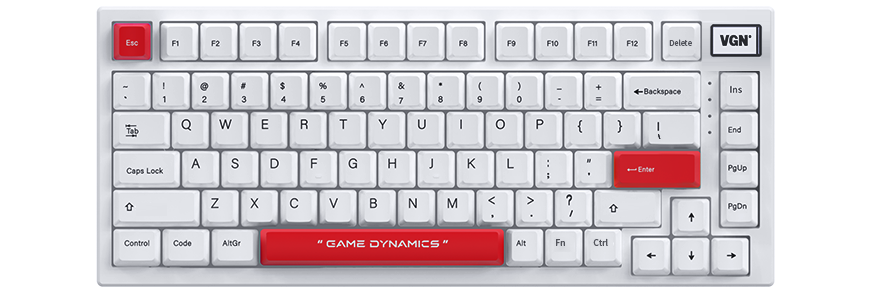 Esc F1 F2 F3 F4 F5 F6 F7 F8 F9 F10 F11 F12 Delete VGN
~ ! @ # $ % ^ & * ( ) _ + ←Backspace Ins
` 1 2 3 4 5 6 7 8 9 0 - =
Tab Q W E R T Y U I O P { } | \ End
Caps Lock A S D F G H J K L : ; " ' ←Enter PgUp
⇧ Z X C V B N M < , > . ? / ⇧ ↑ PgDn
Control Code AltGr " GAME DYNAMICS " Alt Fn Ctrl ← ↓ →